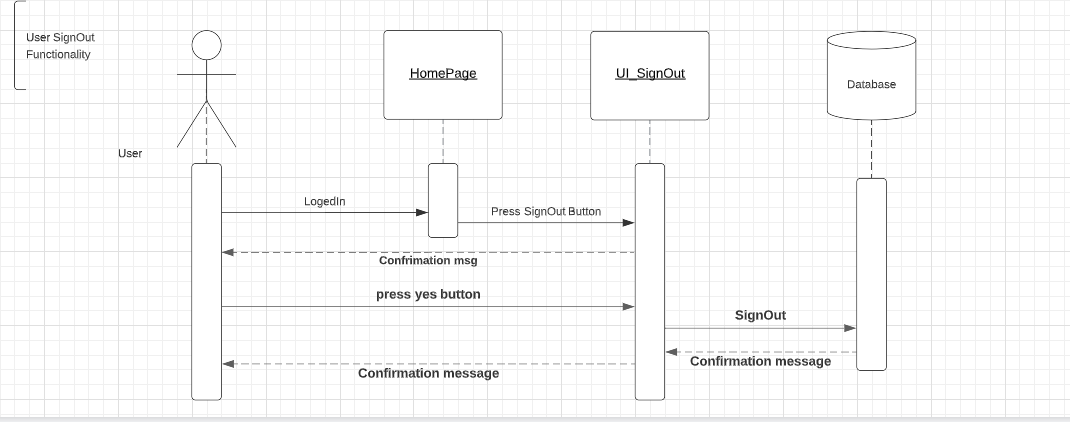 User SignOut
Functionality
HomePage
UI_SignOut
Database
User
LogedIn
Press SignOut Button
Confrimation msg
press yes button
SignOut
Confirmation message
Confirmation message